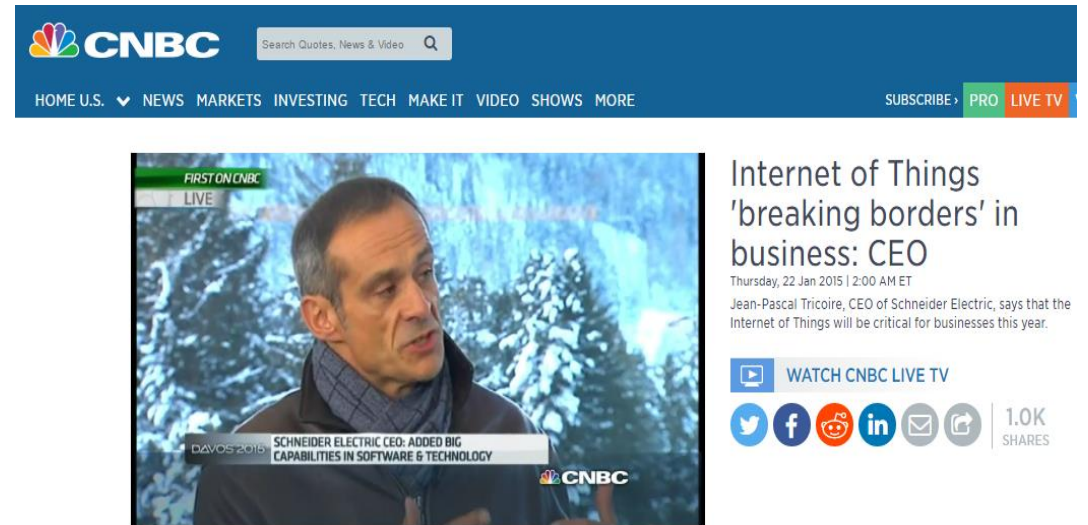 CNBC
Search Quotes, News & Video
HOME U.S. NEWS MARKETS INVESTING TECH MAKE IT VIDEO SHOWS MORE
SUBSCRIBE › PRO LIVE TV
FIRST ON CNBC
LIVE
DAVOS 2015
SCHNEIDER ELECTRIC CEO: ADDED BIG
CAPABILITIES IN SOFTWARE & TECHNOLOGY
CNBC
Internet of Things
'breaking borders' in
business: CEO
Thursday, 22 Jan 2015 | 2:00 AM ET
Jean-Pascal Tricoire, CEO of Schneider Electric, says that the
Internet of Things will be critical for businesses this year.
WATCH CNBC LIVE TV
f
in
1.0K
SHARES